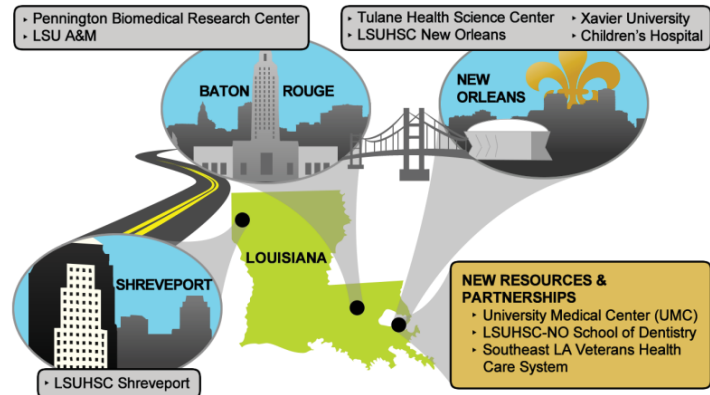 ▸ Pennington Biomedical Research Center
▸ LSU A&M
▸ Tulane Health Science Center ▸ Xavier University
▸ LSUHSC New Orleans ▸ Children's Hospital
BATON ROUGE
NEW
ORLEANS
LOUISIANA
SHREVEPORT
▸ LSUHSC Shreveport
NEW RESOURCES &
PARTNERSHIPS
▸ University Medical Center (UMC)
▸ LSUHSC-NO School of Dentistry
▸ Southeast LA Veterans Health
Care System